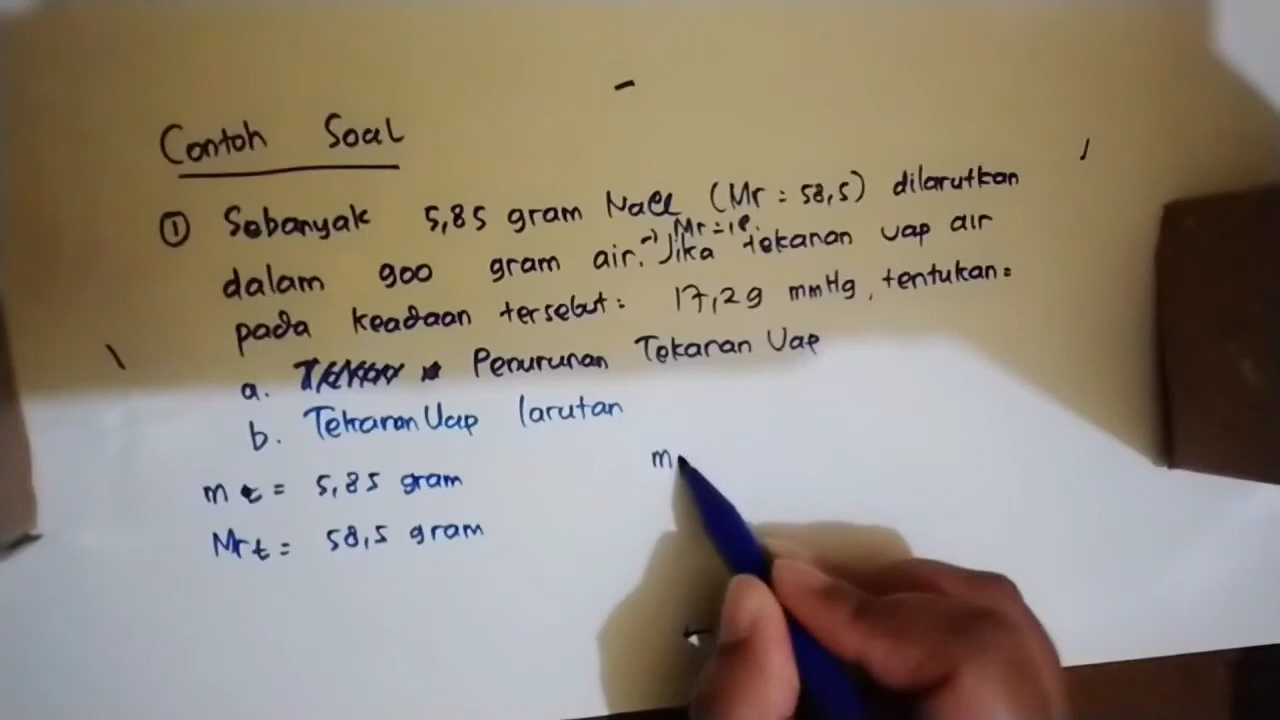 Contoh Soal
① Sebanyak 5,85 gram NaCl (Mr = 58,5) dilarutkan
Mr = 18.
dalam 900 gram air. Jika tekanan uap air
pada keadaan tersebut = 17,29 mmHg, tentukan =
a. Penurunan Tekanan Uap
b. Tekanan Uap larutan
m t = 5,85 gram
m
Mr t = 58,5 gram